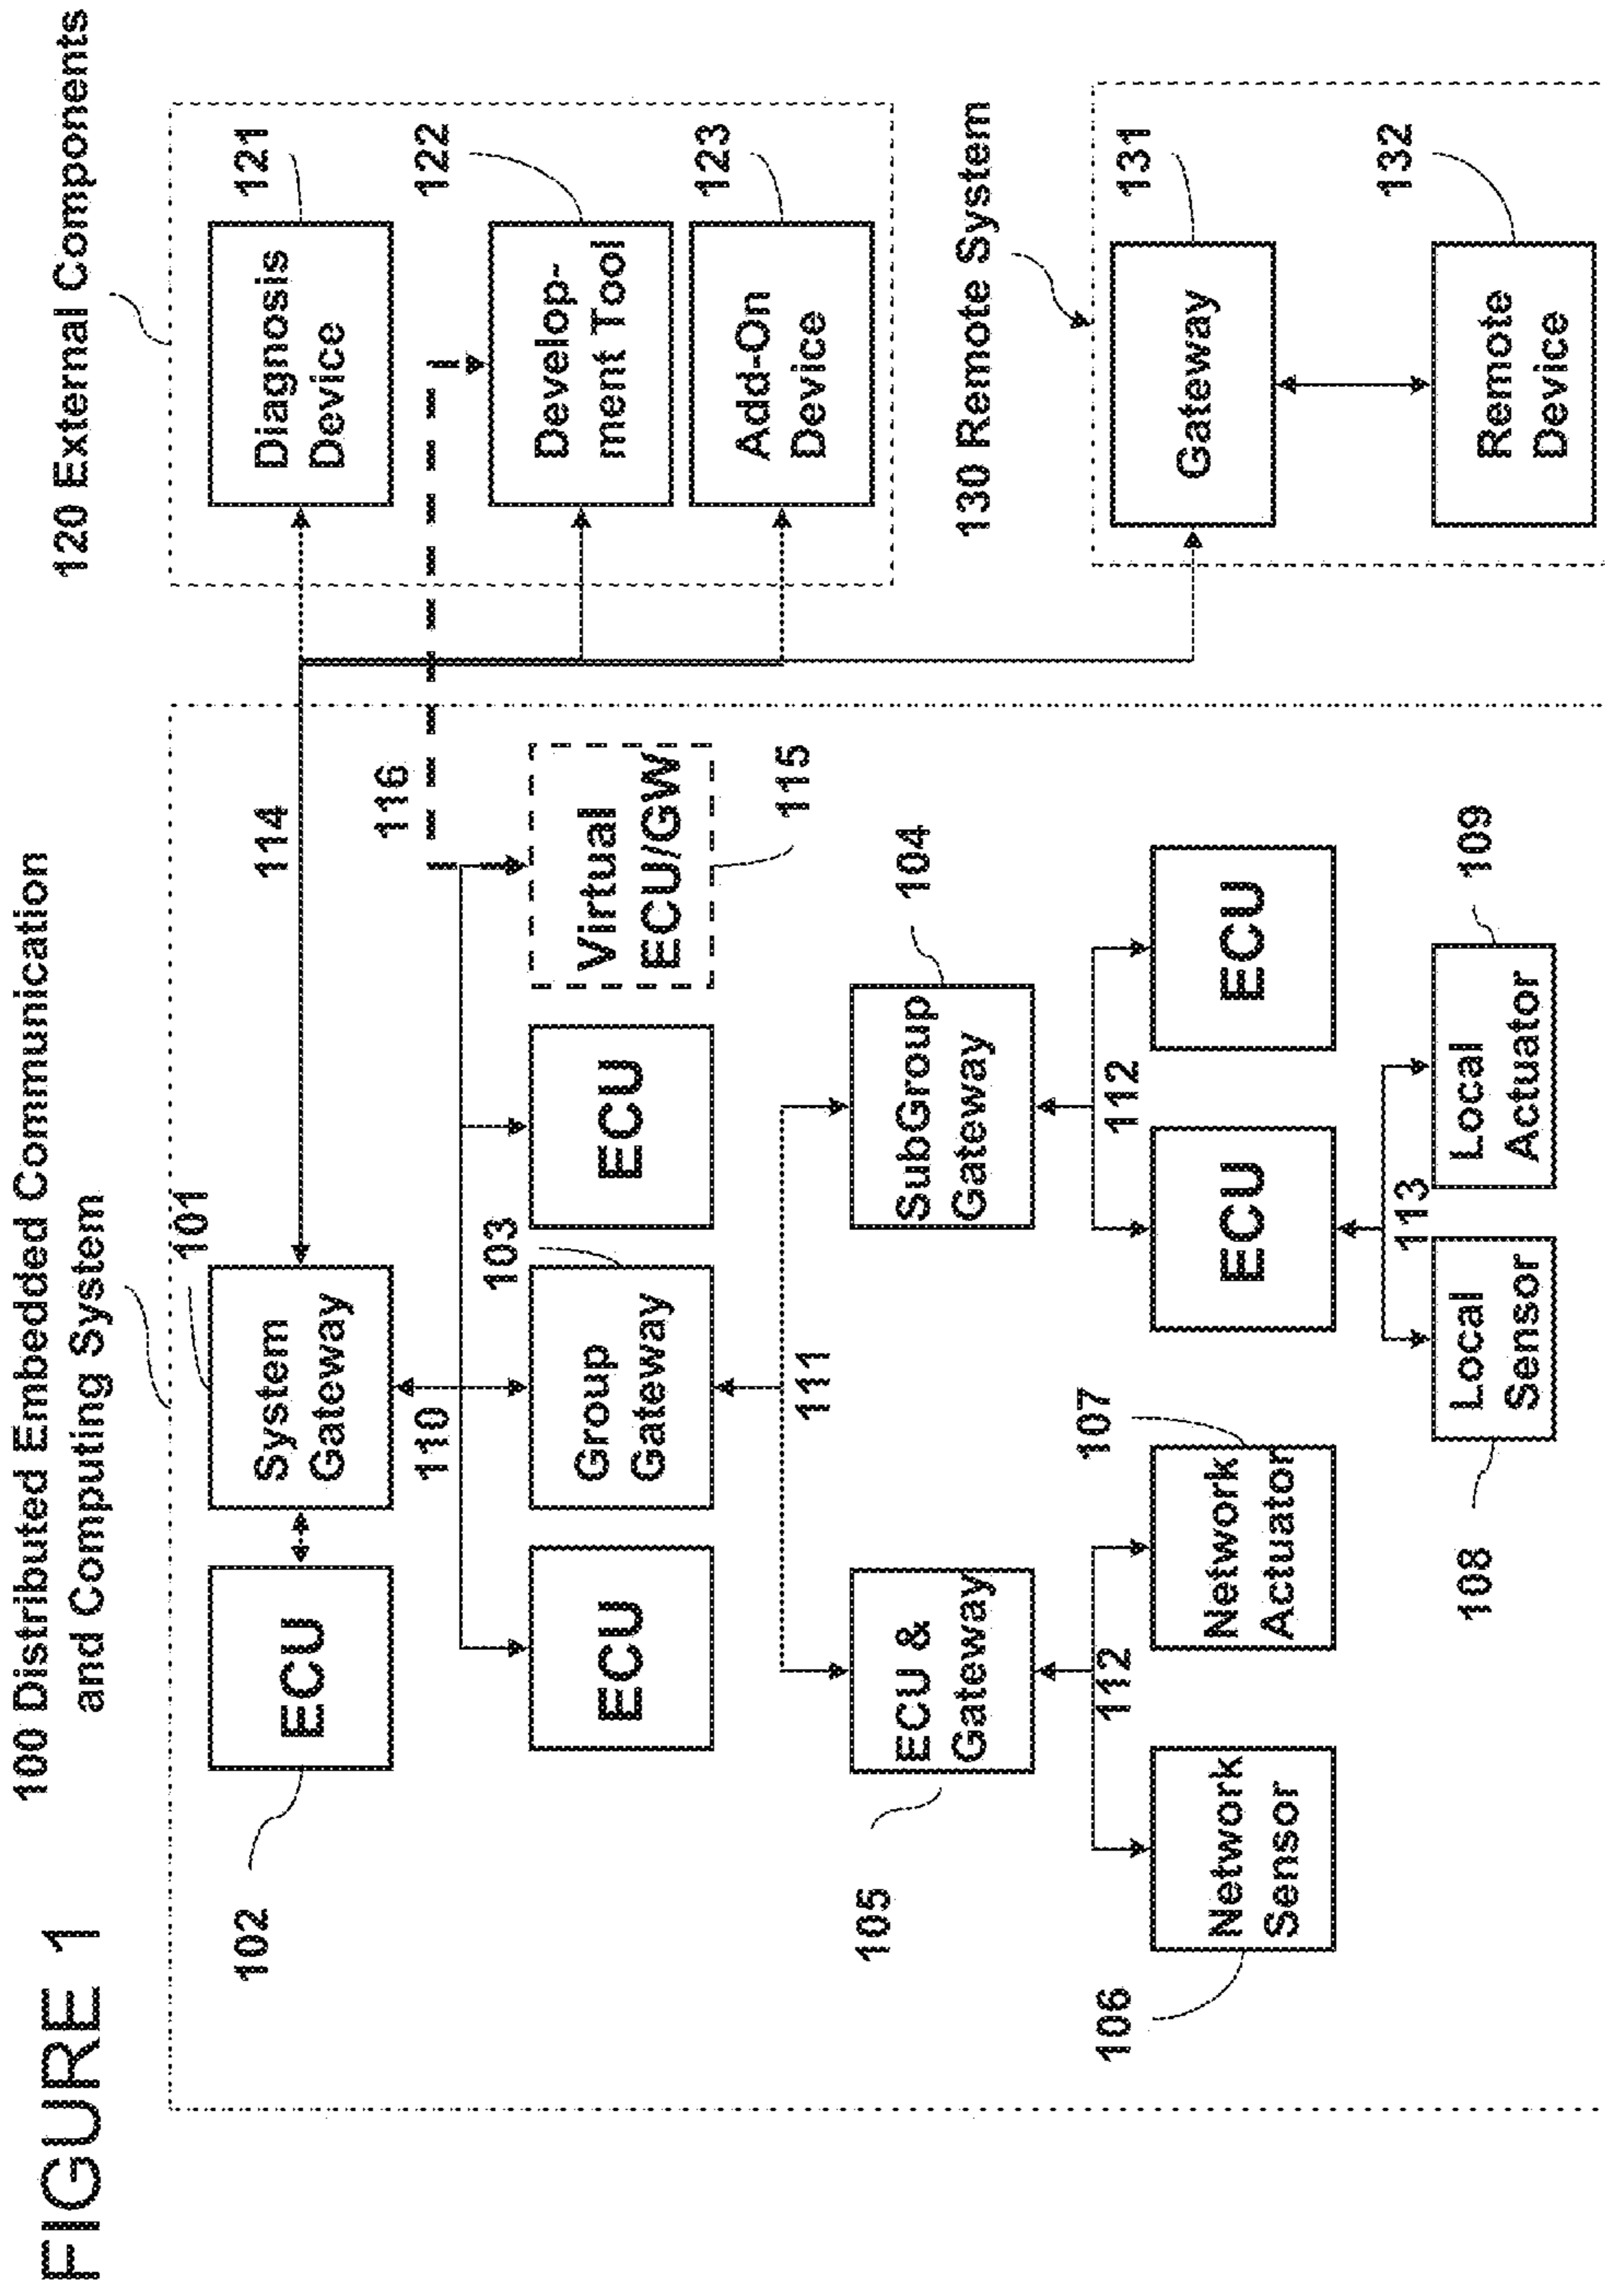 FIGURE 1
100 Distributed Embedded Communication
and Computing System
120 External Components
102
ECU
System
Gateway
101
114
Diagnosis
Device
121
110
103
116
122
ECU
Group
Gateway
ECU
Virtual
ECU/GW
115
Develop-
ment Tool
Add-On
Device
123
111
105
ECU &
Gateway
SubGroup
Gateway
104
130 Remote System
106
112
107
112
Gateway
131
Network
Sensor
Network
Actuator
ECU
ECU
108
Local
Sensor
113
Local
Actuator
109
Remote
Device
132